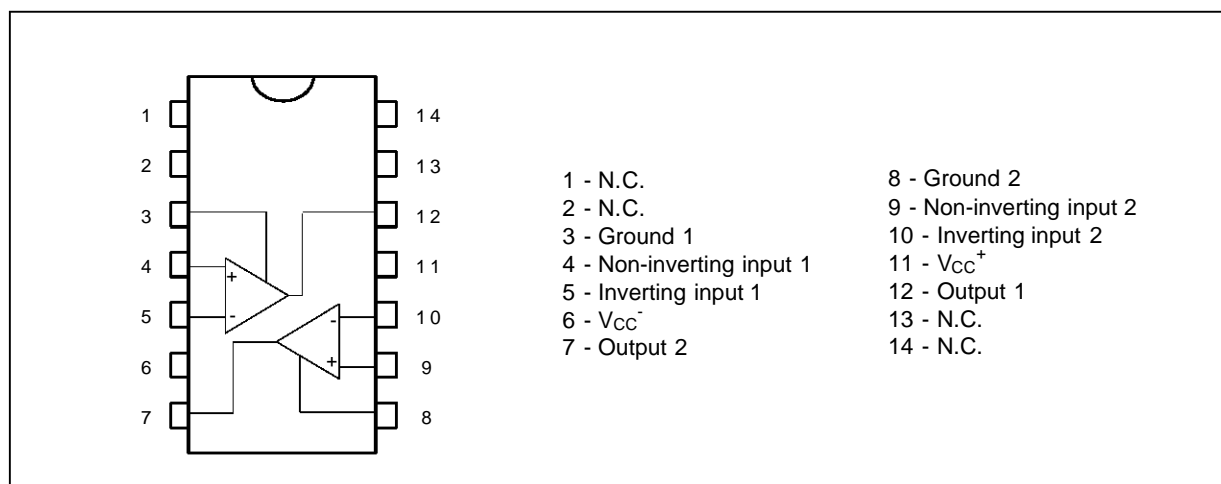 1
2
3
4
5
6
7
14
13
12
11
10
9
8
+
-
-
+
1 - N.C.
2 - N.C.
3 - Ground 1
4 - Non-inverting input 1
5 - Inverting input 1
6 - VCC-
7 - Output 2
8 - Ground 2
9 - Non-inverting input 2
10 - Inverting input 2
11 - VCC+
12 - Output 1
13 - N.C.
14 - N.C.